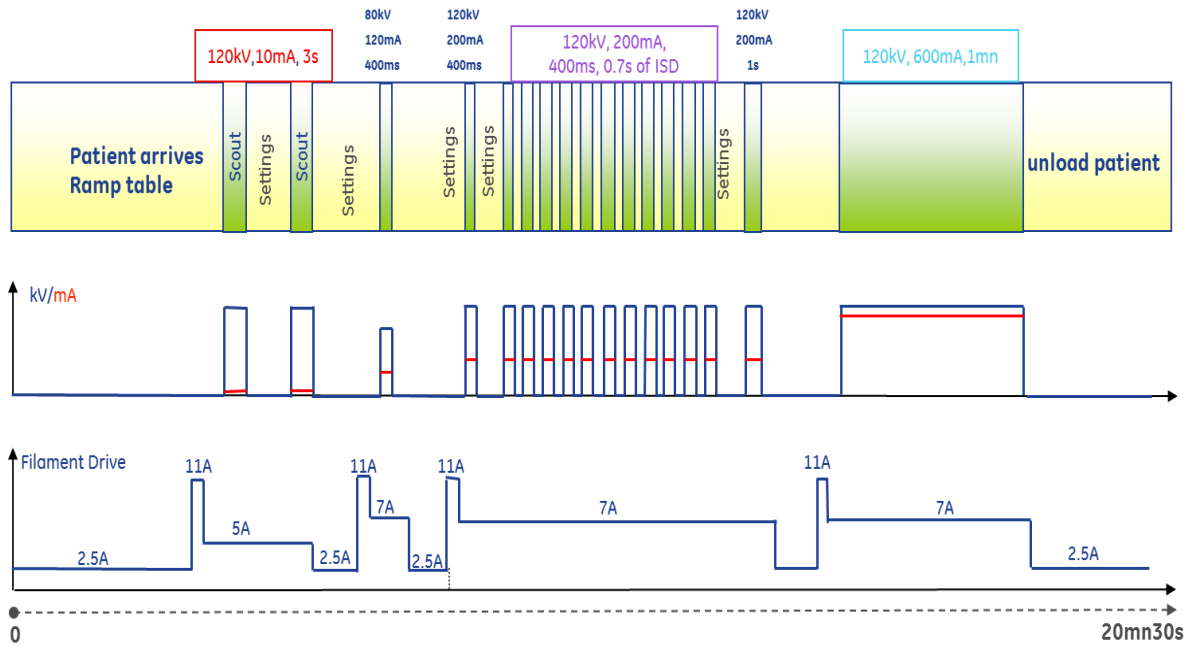 80kV
120mA
400ms
120kV
200mA
400ms
120kV
200mA
1s
120kV,10mA, 3s
120kV, 200mA,
400ms, 0.7s of ISD
120kV, 600mA,1mn
Patient arrives
Ramp table
Scout
Settings
Scout
Settings
Settings
Settings
Settings
unload patient
kV/mA
Filament Drive
11A
11A
11A
11A
2.5A
5A
2.5A
7A
2.5A
7A
7A
2.5A
0
20mn30s